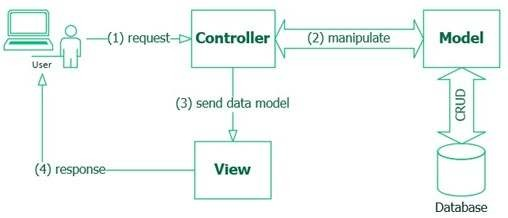 User
(1) request
Controller
(2) manipulate
Model
(3) send data model
CRUD
(4) response
View
Database